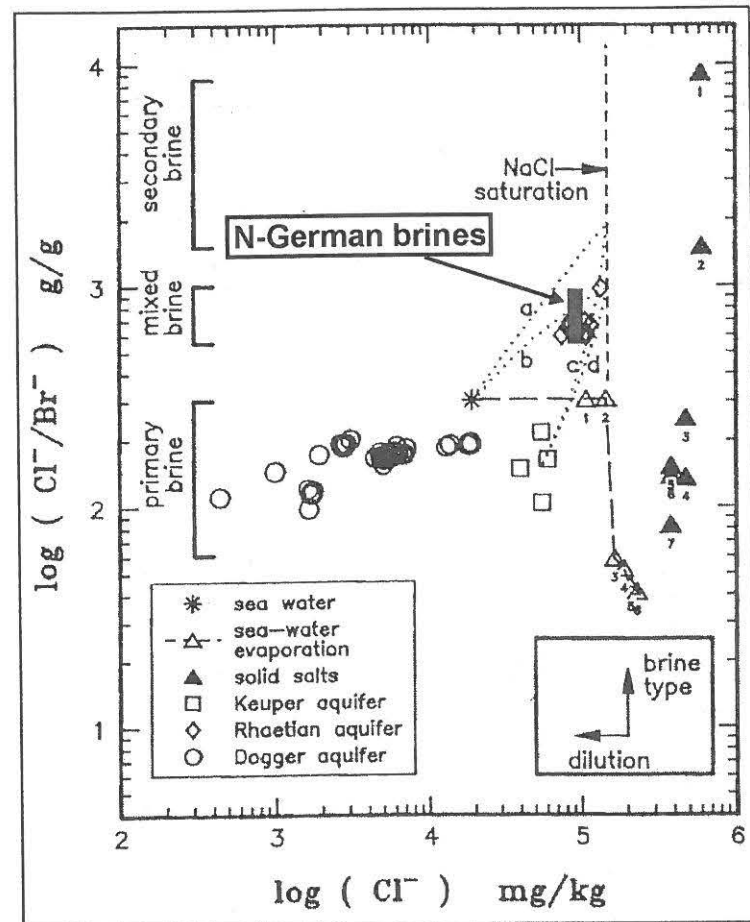 4
3
2
1
log ( Cl⁻/Br⁻ ) g/g
secondary
brine
mixed
brine
primary
brine
NaCl
saturation
N-German brines
a
b
c
d
1
2
1
2
3
4
5
6
7
1
2
3
4
5
6
sea water
sea-water
evaporation
solid salts
Keuper aquifer
Rhaetian aquifer
Dogger aquifer
brine
type
dilution
2
3
4
5
6
log ( Cl⁻ ) mg/kg